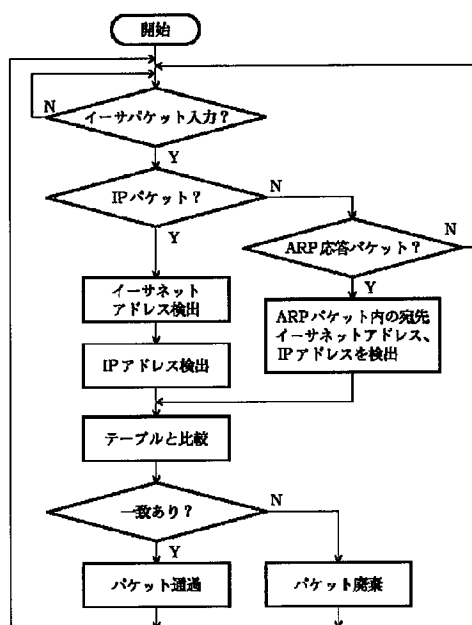 開始
N
イーサパケット入力？
Y
IPパケット？
N
Y
ARP応答パケット？
N
Y
イーサネット
アドレス検出
ARPパケット内の宛先
イーサネットアドレス、
IPアドレスを検出
IPアドレス検出
テーブルと比較
一致あり？
N
Y
パケット通過
パケット廃棄